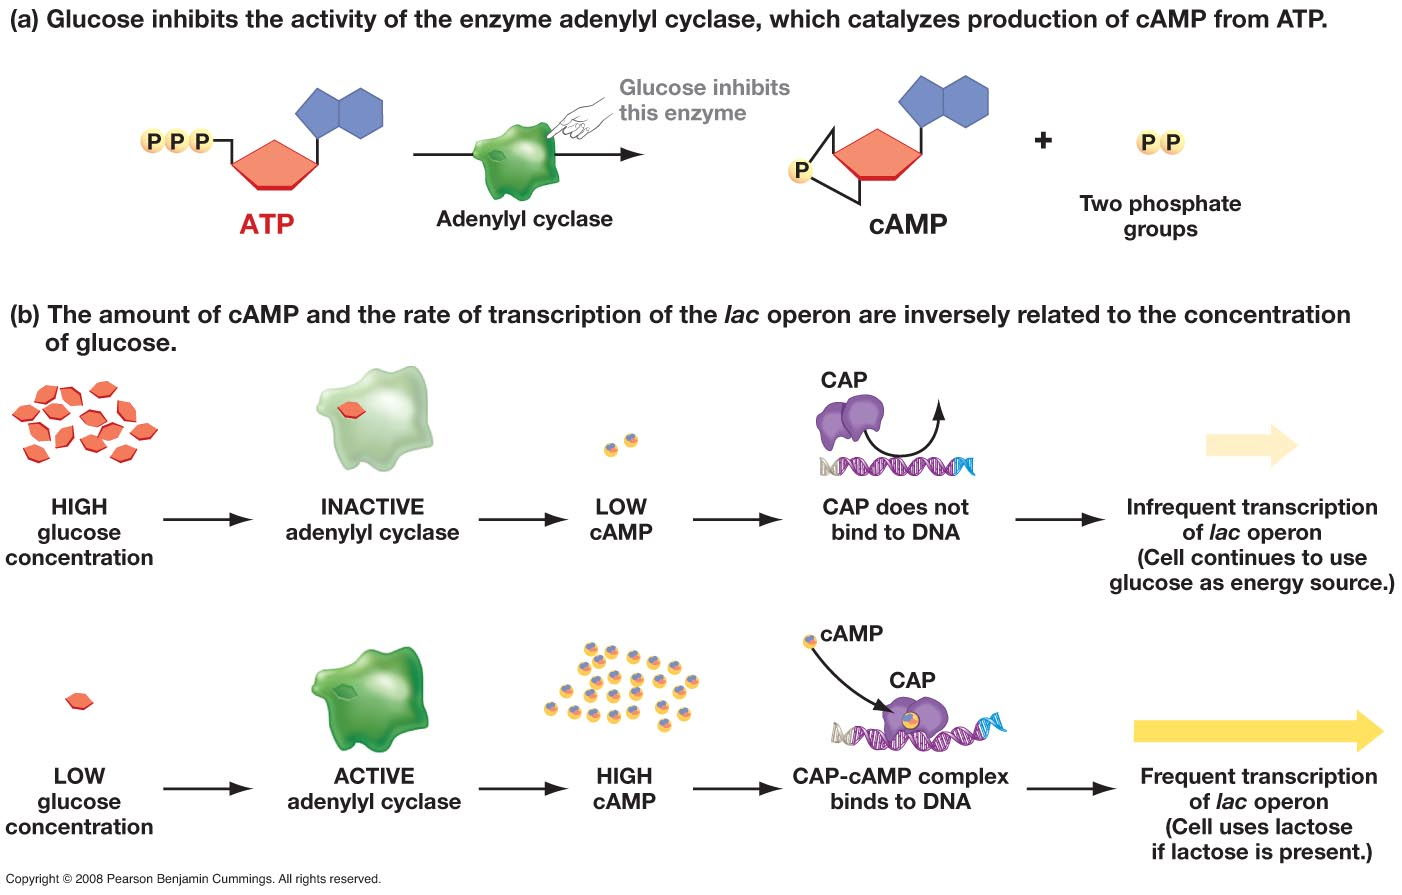 (a) Glucose inhibits the activity of the enzyme adenylyl cyclase, which catalyzes production of cAMP from ATP.
Glucose inhibits
this enzyme
P P P
P
+
P P
ATP
Adenylyl cyclase
cAMP
Two phosphate
groups
(b) The amount of cAMP and the rate of transcription of the lac operon are inversely related to the concentration
of glucose.
CAP
HIGH
glucose
concentration
INACTIVE
adenylyl cyclase
LOW
cAMP
CAP does not
bind to DNA
Infrequent transcription
of lac operon
(Cell continues to use
glucose as energy source.)
cAMP
CAP
LOW
glucose
concentration
ACTIVE
adenylyl cyclase
HIGH
cAMP
CAP-cAMP complex
binds to DNA
Frequent transcription
of lac operon
(Cell uses lactose
if lactose is present.)
Copyright © 2008 Pearson Benjamin Cummings. All rights reserved.